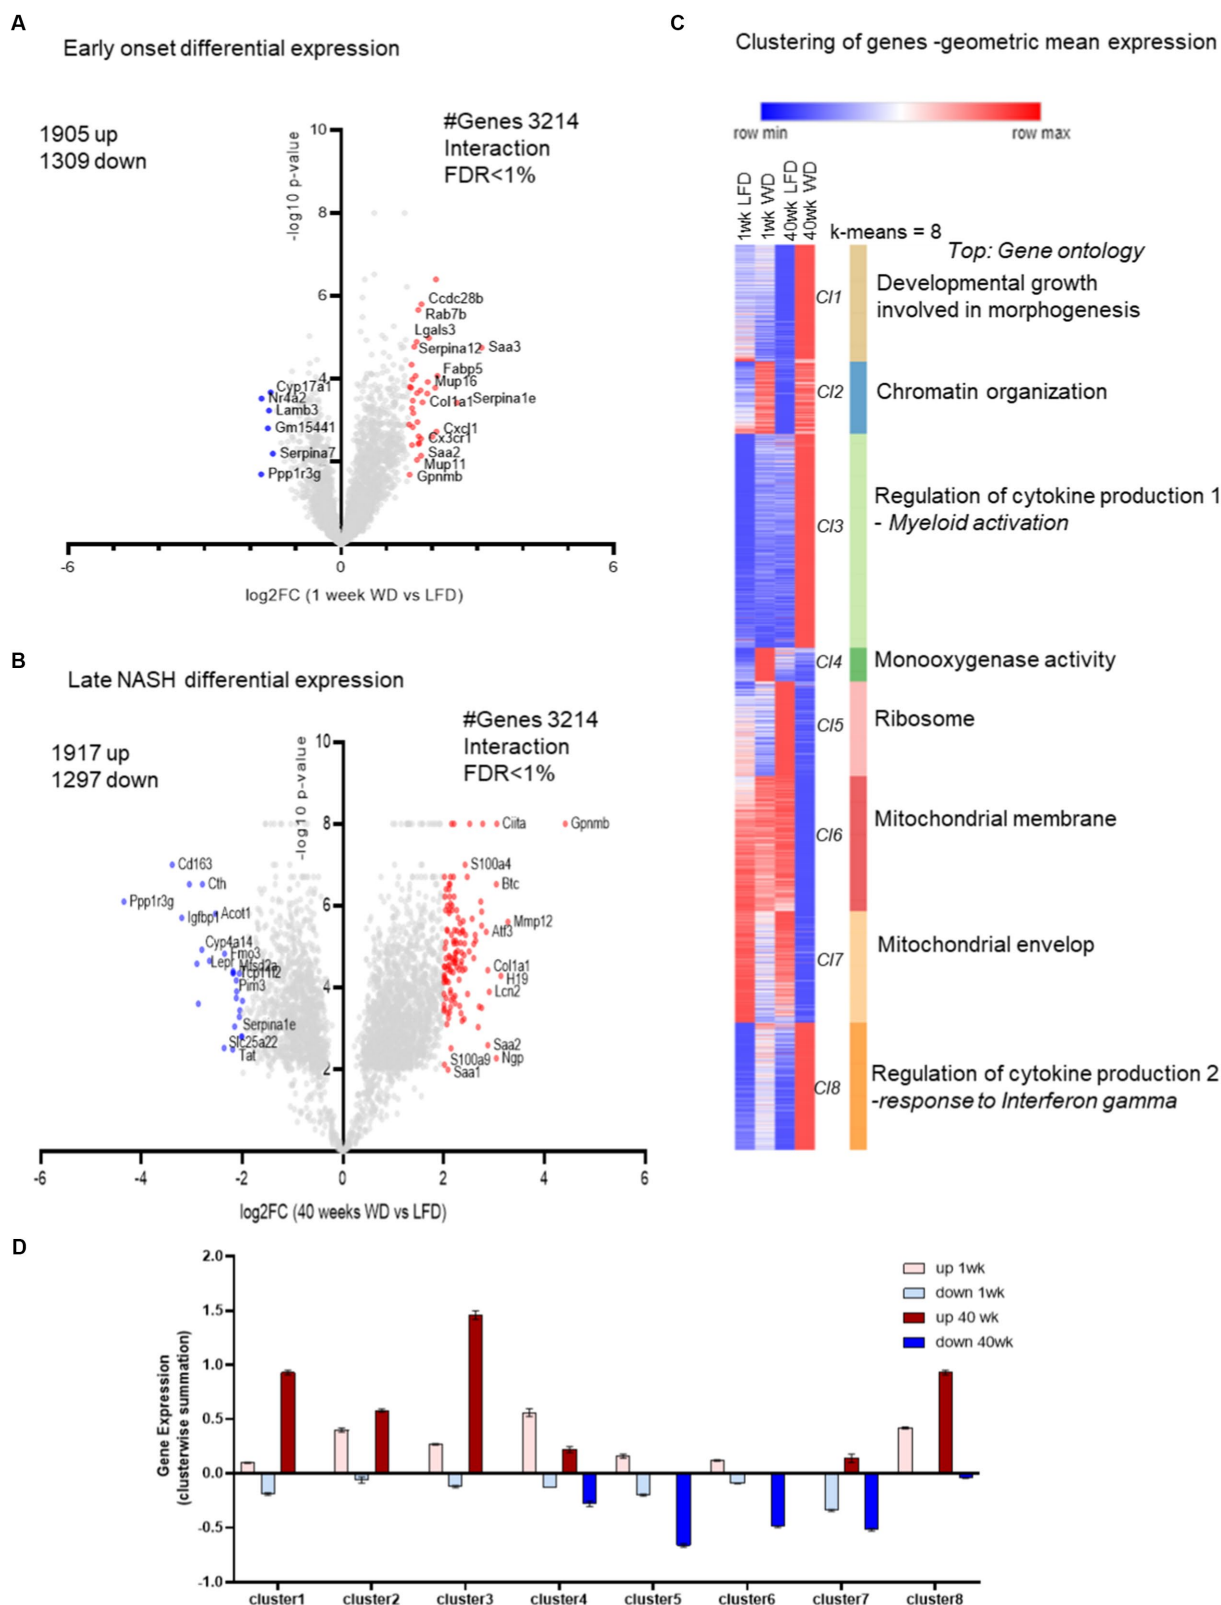 A
Early onset differential expression
1905 up
1309 down
#Genes 3214
Interaction
FDR<1%
-log10 p-value
10
8
6
4
2
Ccdc28b
Rab7b
Lgals3
Serpina12
Saa3
Fabp5
Mup16
Col1a1
Serpina1e
Cxcl1
Cx3cr1
Saa2
Mup11
Gpnmb
Cyp17a1
Nr4a2
Lamb3
Gm15441
Serpina7
Ppp1r3g
-6
0
6
log2FC (1 week WD vs LFD)
B
Late NASH differential expression
1917 up
1297 down
#Genes 3214
Interaction
FDR<1%
-log10 p-value
10
8
6
4
2
Ciita
Gpnmb
S100a4
Btc
Mmp12
Atf3
Col1a1
H19
Lcn2
Saa2
S100a9
Ngp
Saa1
Cd163
Cth
Ppp1r3g
Igfbp1
Acot1
Cyp4a14
Fmo3
Lepr
Mfsd2a
Pim3
Serpina1e
Slc25a22
Tat
-6
-4
-2
0
2
4
6
log2FC (40 weeks WD vs LFD)
C
Clustering of genes -geometric mean expression
row min
row max
1wk LFD
1wk WD
40wk LFD
40wk WD
k-means = 8
Top: Gene ontology
Cl1
Developmental growth
involved in morphogenesis
Cl2
Chromatin organization
Cl3
Regulation of cytokine production 1
- Myeloid activation
Cl4
Monooxygenase activity
Cl5
Ribosome
Cl6
Mitochondrial membrane
Cl7
Mitochondrial envelop
Cl8
Regulation of cytokine production 2
-response to Interferon gamma
D
Gene Expression
(clusterwise summation)
2.0
1.5
1.0
0.5
0.0
-0.5
-1.0
up 1wk
down 1wk
up 40 wk
down 40wk
cluster1
cluster2
cluster3
cluster4
cluster5
cluster6
cluster7
cluster8